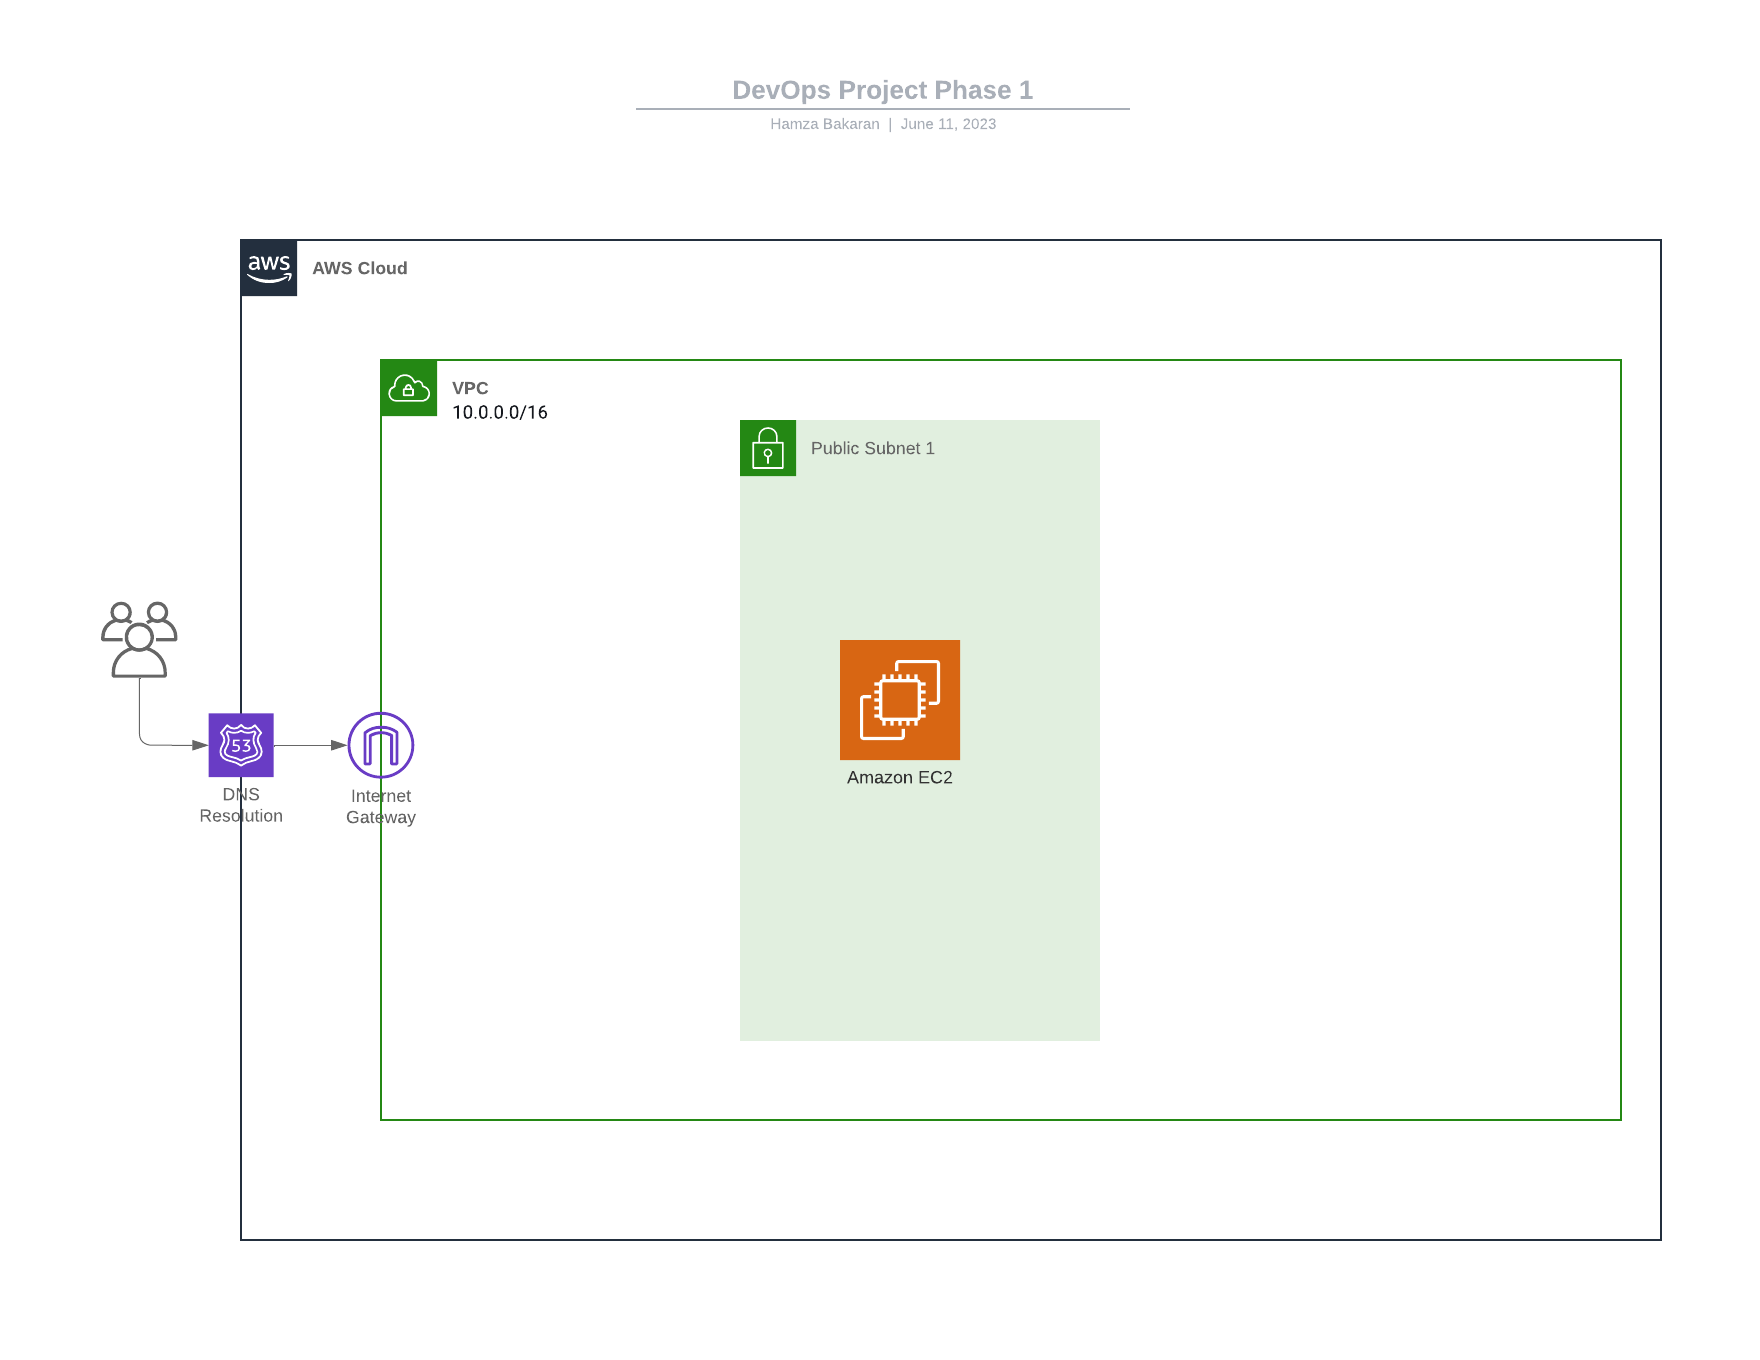 DevOps Project Phase 1
Hamza Bakaran | June 11, 2023
aws
AWS Cloud
VPC
10.0.0.0/16
Public Subnet 1
53
DNS
Resolution
Internet
Gateway
Amazon EC2